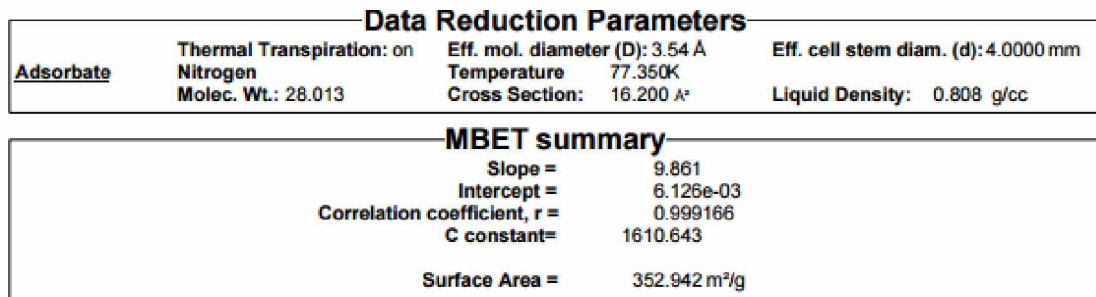 Data Reduction Parameters
Thermal Transpiration: on Eff. mol. diameter (D): 3.54 Å Eff. cell stem diam. (d): 4.0000 mm
Adsorbate Nitrogen Temperature 77.350K
Molec. Wt.: 28.013 Cross Section: 16.200 Å² Liquid Density: 0.808 g/cc
MBET summary
Slope = 9.861
Intercept = 6.126e-03
Correlation coefficient, r = 0.999166
C constant= 1610.643
Surface Area = 352.942 m²/g